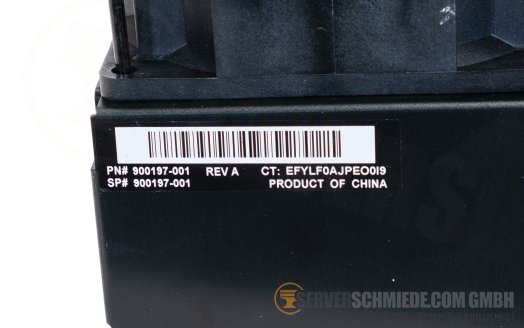 PN# 900197-001 REV A CT: EFYLF0AJPEO0I9
SP# 900197-001 PRODUCT OF CHINA
SERVERSCHMIEDE.COM GMBH